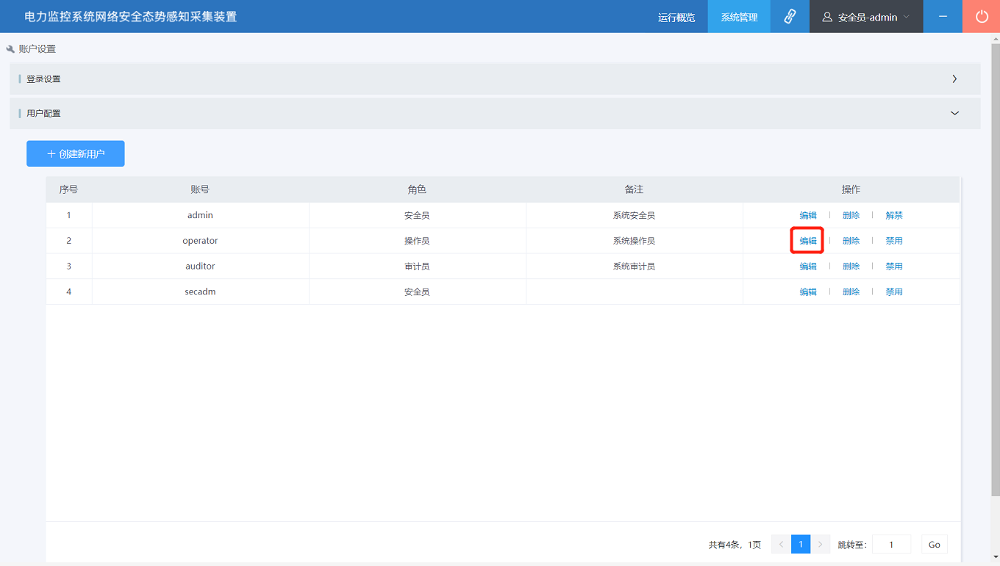 电力监控系统网络安全态势感知采集装置 运行概览 系统管理 安全员-admin
账户设置
登录设置
用户配置
创建新用户
序号 账号 角色 备注 操作
1 admin 安全员 系统安全员 编辑 删除 解禁
2 operator 操作员 系统操作员 编辑 删除 禁用
3 auditor 审计员 系统审计员 编辑 删除 禁用
4 secadm 安全员 编辑 删除 禁用
共有4条，1页 1 跳转至： 1 Go